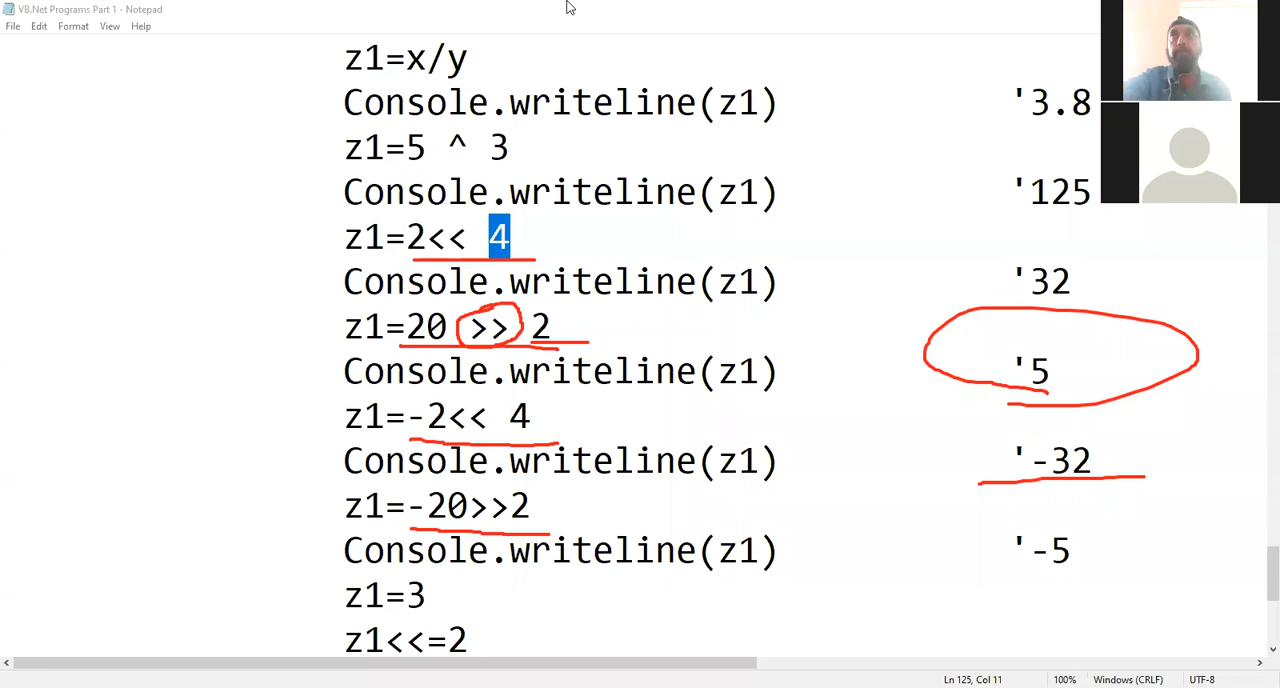 VB.Net Programs Part 1 - Notepad
File Edit Format View Help
z1=x/y
Console.writeline(z1) '3.8
z1=5 ^ 3
Console.writeline(z1) '125
z1=2<< 4
Console.writeline(z1) '32
z1=20 >> 2
Console.writeline(z1) '5
z1=-2<< 4
Console.writeline(z1) '-32
z1=-20>>2
Console.writeline(z1) '-5
z1=3
z1<<=2
Ln 125, Col 11 100% Windows (CRLF) UTF-8